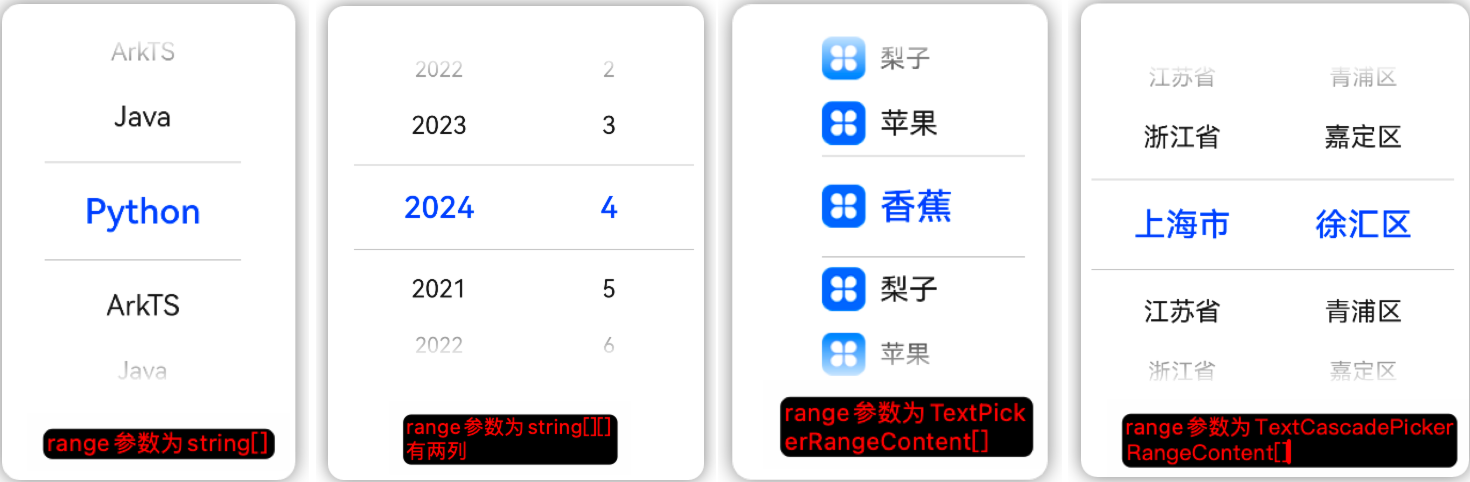 ArkTS
Java
Python
ArkTS
Java
range 参数为 string[]
2022 2
2023 3
2024 4
2021 5
2022 6
range 参数为 string[][]
有两列
梨子
苹果
香蕉
梨子
苹果
range 参数为 TextPick
erRangeContent[]
江苏省 青浦区
浙江省 嘉定区
上海市 徐汇区
江苏省 青浦区
浙江省 嘉定区
range 参数为 TextCascadePicker
RangeContent[]